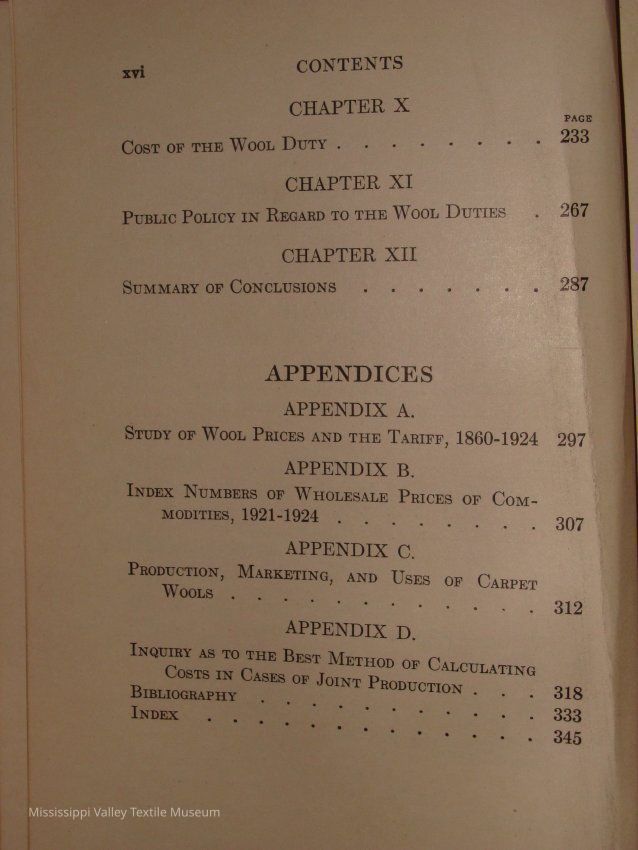 xvi CONTENTS
CHAPTER X
PAGE
COST OF THE WOOL DUTY . . . . . . . . 233
CHAPTER XI
PUBLIC POLICY IN REGARD TO THE WOOL DUTIES . 267
CHAPTER XII
SUMMARY OF CONCLUSIONS . . . . . . . 287
APPENDICES
APPENDIX A.
STUDY OF WOOL PRICES AND THE TARIFF, 1860-1924 297
APPENDIX B.
INDEX NUMBERS OF WHOLESALE PRICES OF COM-
MODITIES, 1921-1924 . . . . . . . . 307
APPENDIX C.
PRODUCTION, MARKETING, AND USES OF CARPET
WOOLS . . . . . . . . . . . . 312
APPENDIX D.
INQUIRY AS TO THE BEST METHOD OF CALCULATING
COSTS IN CASES OF JOINT PRODUCTION . . . 318
BIBLIOGRAPHY . . . . . . . . . . . 333
INDEX . . . . . . . . . . . . . 345
Mississippi Valley Textile Museum